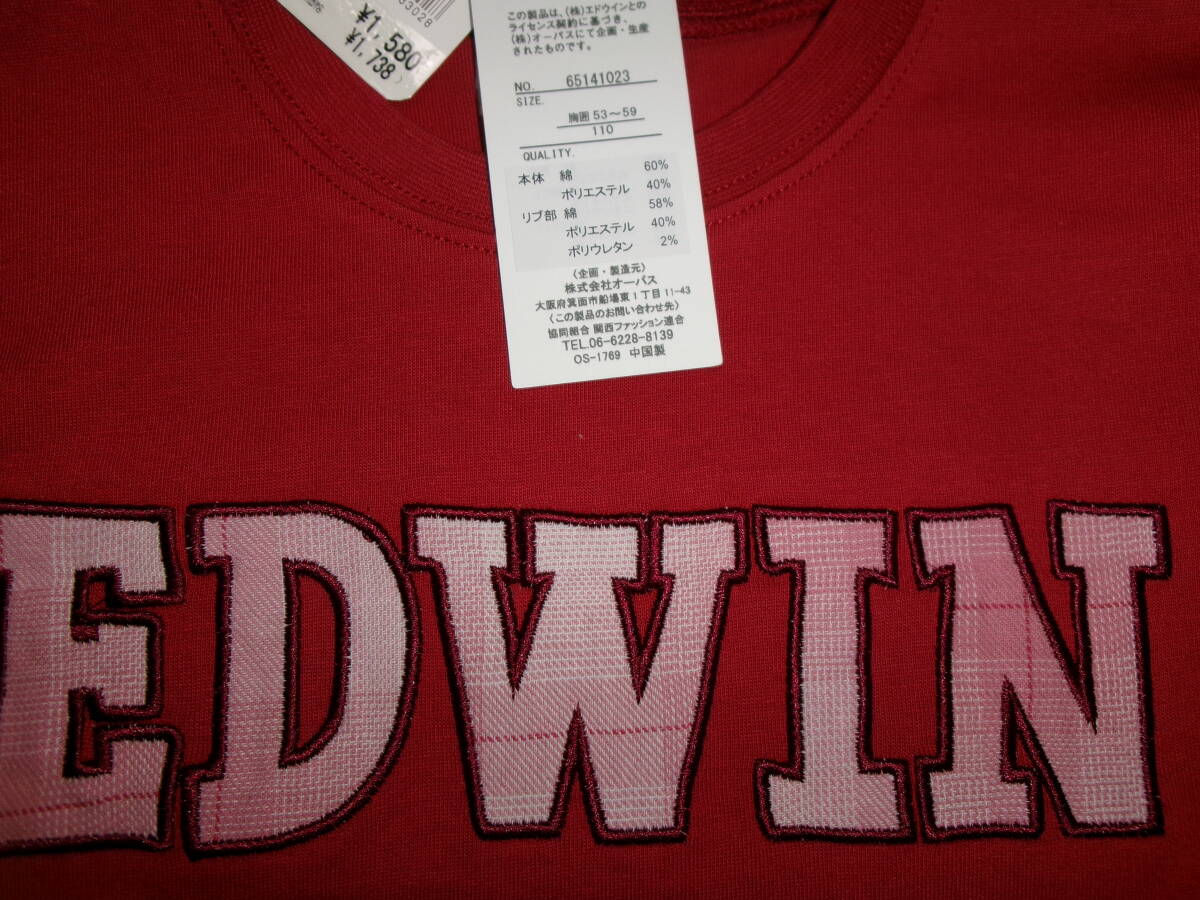 33028
¥1,580
¥1,738
この製品は、(株)エドウインとの
ライセンス契約に基づき、
(株)オーパスにて企画・生産
されたものです。
NO. 65141023
SIZE.
胸囲 53～59
110
QUALITY.
本体 綿 60%
ポリエステル 40%
リブ部 綿 58%
ポリエステル 40%
ポリウレタン 2%
〈企画・製造元〉
株式会社オーパス
大阪府箕面市船場東1丁目11-43
〈この製品のお問い合わせ先〉
協同組合 関西ファッション連合
TEL.06-6228-8139
OS-1769 中国製
EDWIN